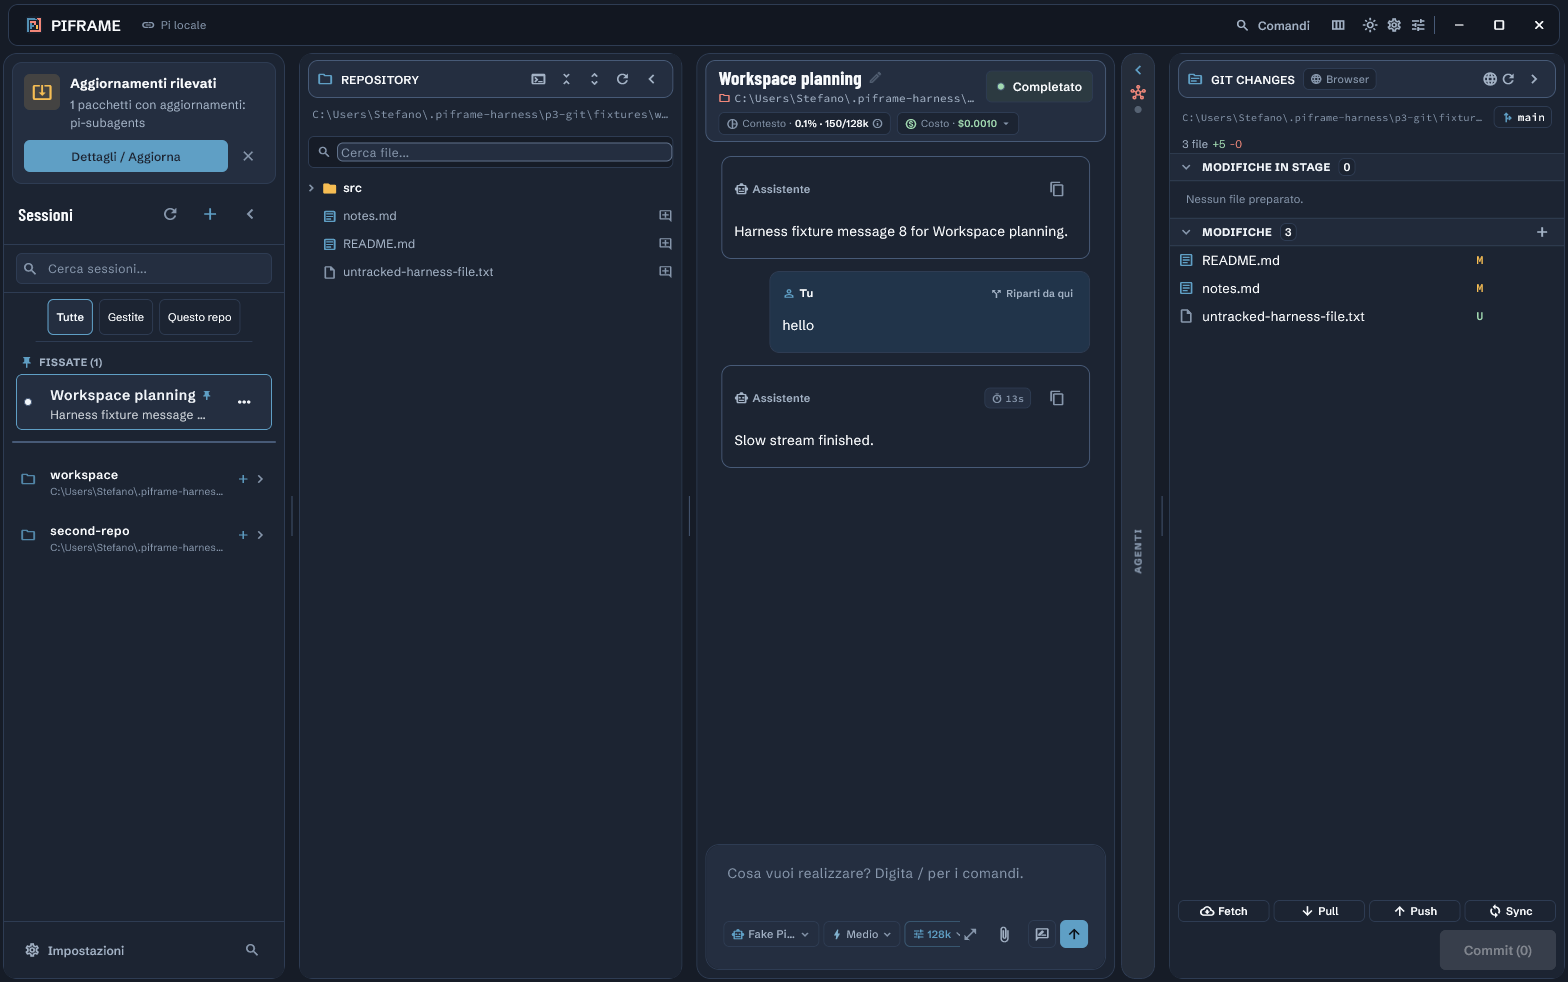 PIFRAME
Pi locale
Comandi
Aggiornamenti rilevati
1 pacchetti con aggiornamenti:
pi-subagents
Dettagli / Aggiorna
Sessioni
Cerca sessioni...
Tutte
Gestite
Questo repo
FISSATE (1)
Workspace planning
Harness fixture message ...
workspace
C:\Users\Stefano\.piframe-harnes...
second-repo
C:\Users\Stefano\.piframe-harnes...
Impostazioni
REPOSITORY
C:\Users\Stefano\.piframe-harness\p3-git\fixtures\w...
Cerca file...
src
notes.md
README.md
untracked-harness-file.txt
Workspace planning
C:\Users\Stefano\.piframe-harness\...
Completato
Contesto · 0.1% · 150/128k
Costo · $0.0010
Assistente
Harness fixture message 8 for Workspace planning.
Tu
Riparti da qui
hello
Assistente
13s
Slow stream finished.
Cosa vuoi realizzare? Digita / per i comandi.
Fake Pi...
Medio
128k
AGENTI
GIT CHANGES
Browser
C:\Users\Stefano\.piframe-harness\p3-git\fixtur...
main
3 file +5 -0
MODIFICHE IN STAGE 0
Nessun file preparato.
MODIFICHE 3
README.md M
notes.md M
untracked-harness-file.txt U
Fetch
Pull
Push
Sync
Commit (0)